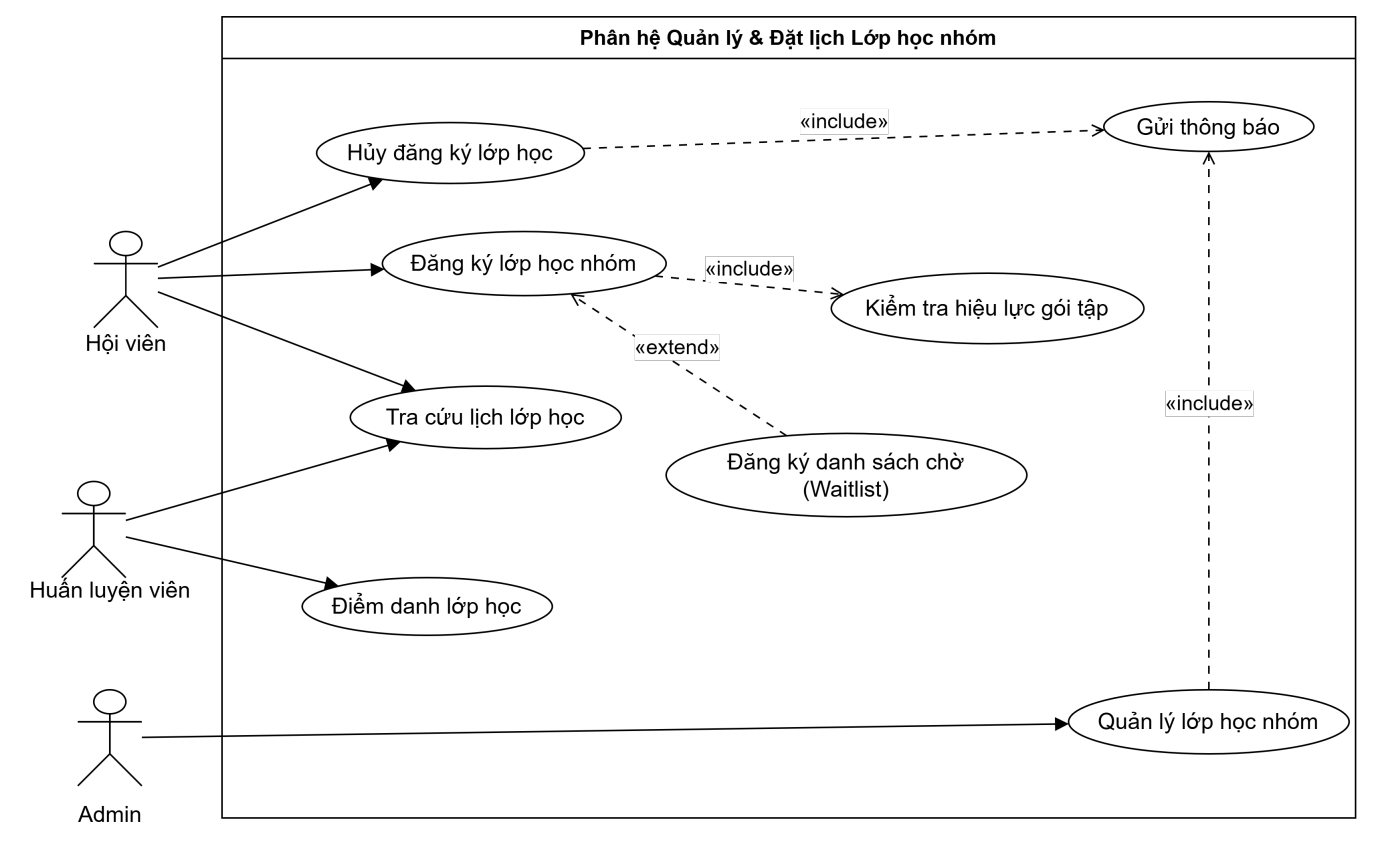 Phân hệ Quản lý & Đặt lịch Lớp học nhóm
«include»
Gửi thông báo
Hủy đăng ký lớp học
Đăng ký lớp học nhóm
«include»
Kiểm tra hiệu lực gói tập
Hội viên
«extend»
Tra cứu lịch lớp học
«include»
Đăng ký danh sách chờ
(Waitlist)
Huấn luyện viên
Điểm danh lớp học
Quản lý lớp học nhóm
Admin